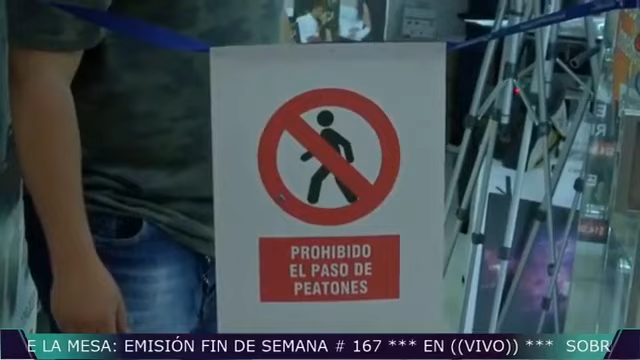 PROHIBIDO
EL PASO DE
PEATONES
E LA MESA: EMISIÓN FIN DE SEMANA # 167 *** EN ((VIVO)) *** SOBR